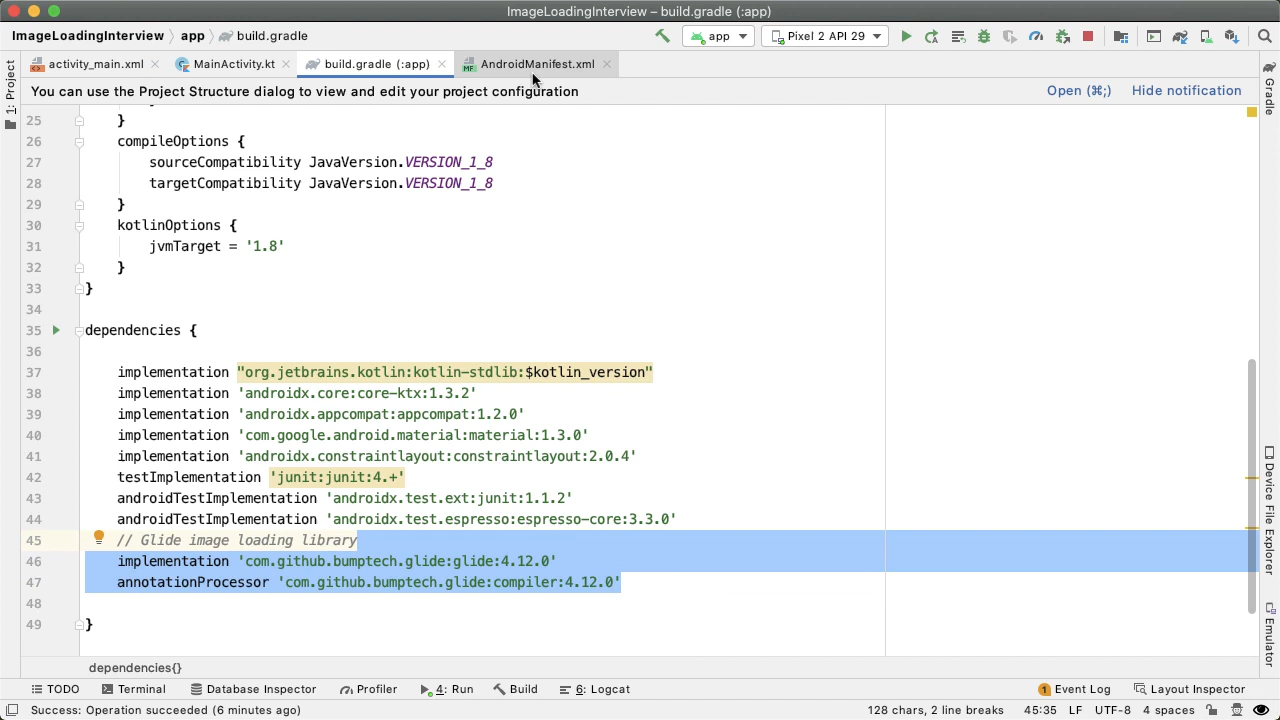 ImageLoadingInterview – build.gradle (:app)
ImageLoadingInterview app build.gradle app Pixel 2 API 29
activity_main.xml MainActivity.kt build.gradle (:app) AndroidManifest.xml
You can use the Project Structure dialog to view and edit your project configuration Open (⌘;) Hide notification
1: Project
Gradle
Device File Explorer
Emulator
25 }
26 compileOptions {
27 sourceCompatibility JavaVersion.VERSION_1_8
28 targetCompatibility JavaVersion.VERSION_1_8
29 }
30 kotlinOptions {
31 jvmTarget = '1.8'
32 }
33 }
34
35 dependencies {
36
37 implementation "org.jetbrains.kotlin:kotlin-stdlib:$kotlin_version"
38 implementation 'androidx.core:core-ktx:1.3.2'
39 implementation 'androidx.appcompat:appcompat:1.2.0'
40 implementation 'com.google.android.material:material:1.3.0'
41 implementation 'androidx.constraintlayout:constraintlayout:2.0.4'
42 testImplementation 'junit:junit:4.+'
43 androidTestImplementation 'androidx.test.ext:junit:1.1.2'
44 androidTestImplementation 'androidx.test.espresso:espresso-core:3.3.0'
45 // Glide image loading library
46 implementation 'com.github.bumptech.glide:glide:4.12.0'
47 annotationProcessor 'com.github.bumptech.glide:compiler:4.12.0'
48
49 }
dependencies{}
TODO Terminal Database Inspector Profiler 4: Run Build 6: Logcat 1 Event Log Layout Inspector
Success: Operation succeeded (6 minutes ago) 128 chars, 2 line breaks 45:35 LF UTF-8 4 spaces